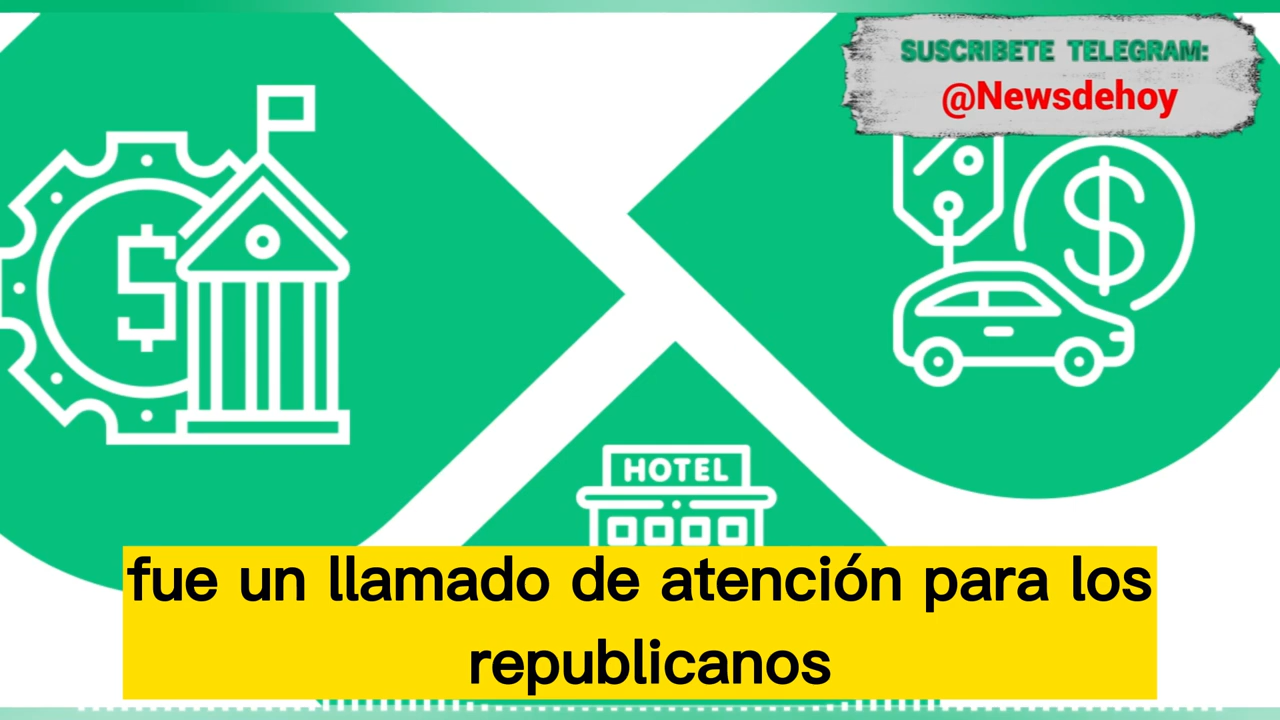 SUSCRIBETE TELEGRAM:
@Newsdehoy
$
$
HOTEL
fue un llamado de atención para los
republicanos